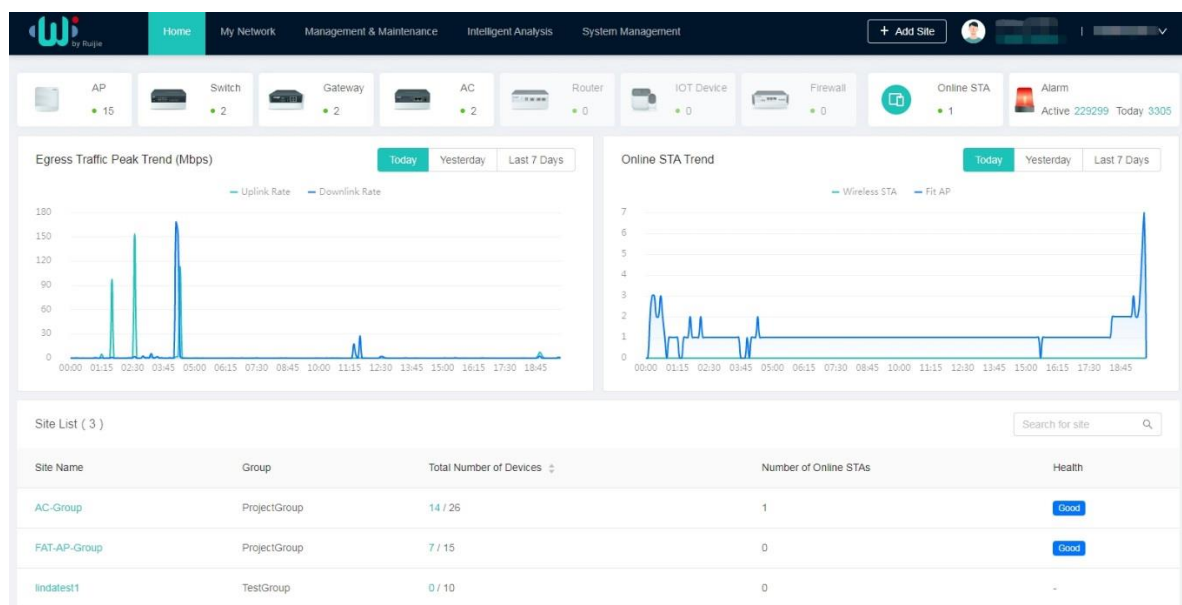 Wi
by Ruijie
Home My Network Management & Maintenance Intelligent Analysis System Management + Add Site
AP Switch Gateway AC Router IOT Device Firewall Online STA Alarm
15 2 2 2 0 0 0 1 Active 229299 Today 3305
Egress Traffic Peak Trend (Mbps) Today Yesterday Last 7 Days
Uplink Rate Downlink Rate
180
150
120
90
60
30
0
00:00 01:15 02:30 03:45 05:00 06:15 07:30 08:45 10:00 11:15 12:30 13:45 15:00 16:15 17:30 18:45
Online STA Trend Today Yesterday Last 7 Days
Wireless STA Fit AP
7
6
5
4
3
2
1
0
00:00 01:15 02:30 03:45 05:00 06:15 07:30 08:45 10:00 11:15 12:30 13:45 15:00 16:15 17:30 18:45
Site List ( 3 ) Search for site
Site Name Group Total Number of Devices Number of Online STAs Health
AC-Group ProjectGroup 14 / 26 1 Good
FAT-AP-Group ProjectGroup 7 / 15 0 Good
lindatest1 TestGroup 0 / 10 0 -